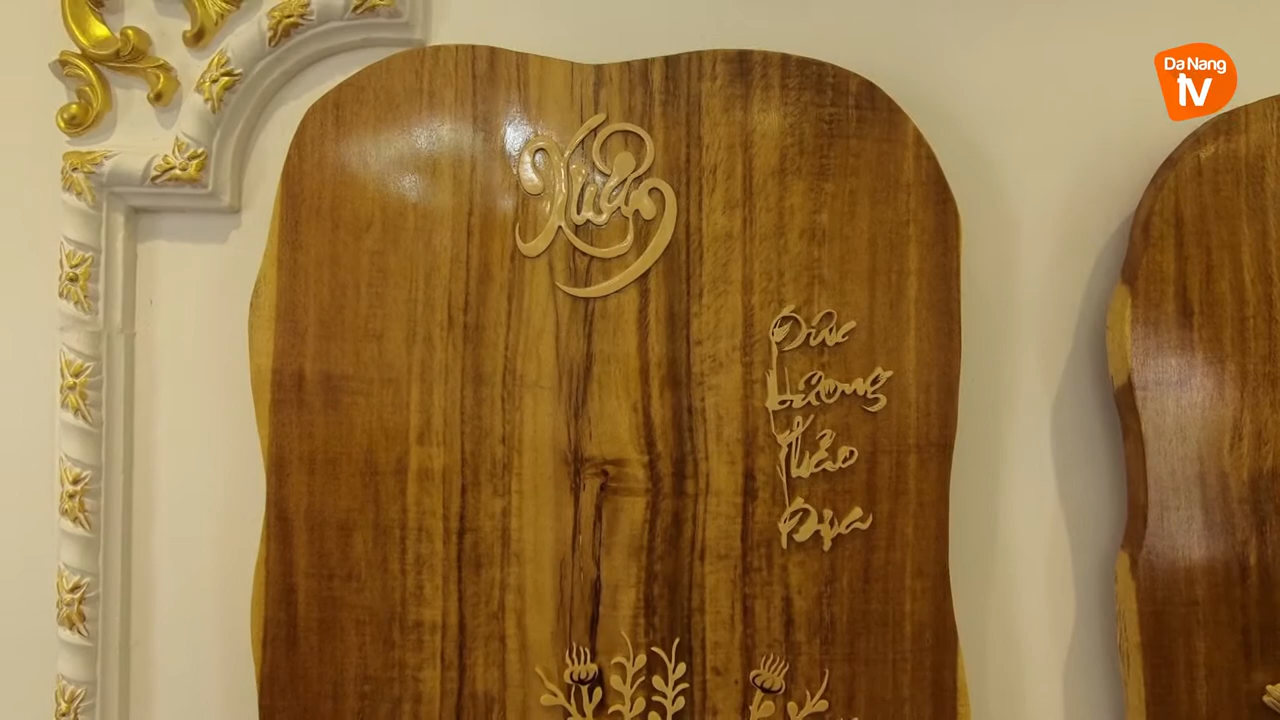 Da Nang
tv
Xuân
Đức
Lương
Thảo
Địa